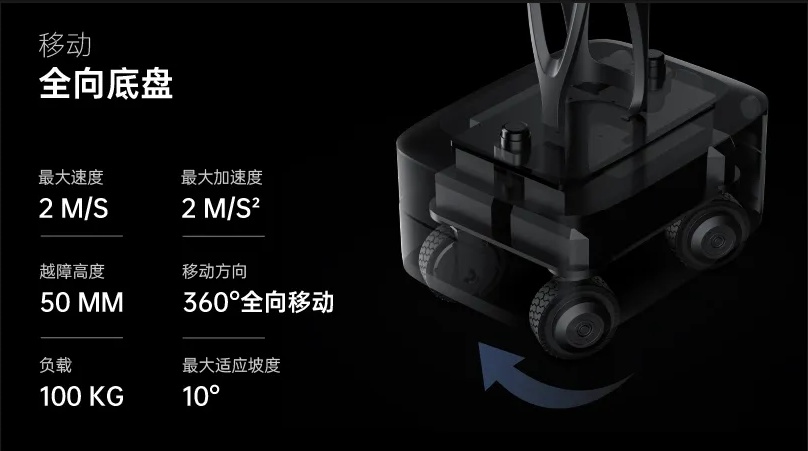 移动
全向底盘
最大速度
2 M/S
最大加速度
2 M/S²
越障高度
50 MM
移动方向
360°全向移动
负载
100 KG
最大适应坡度
10°